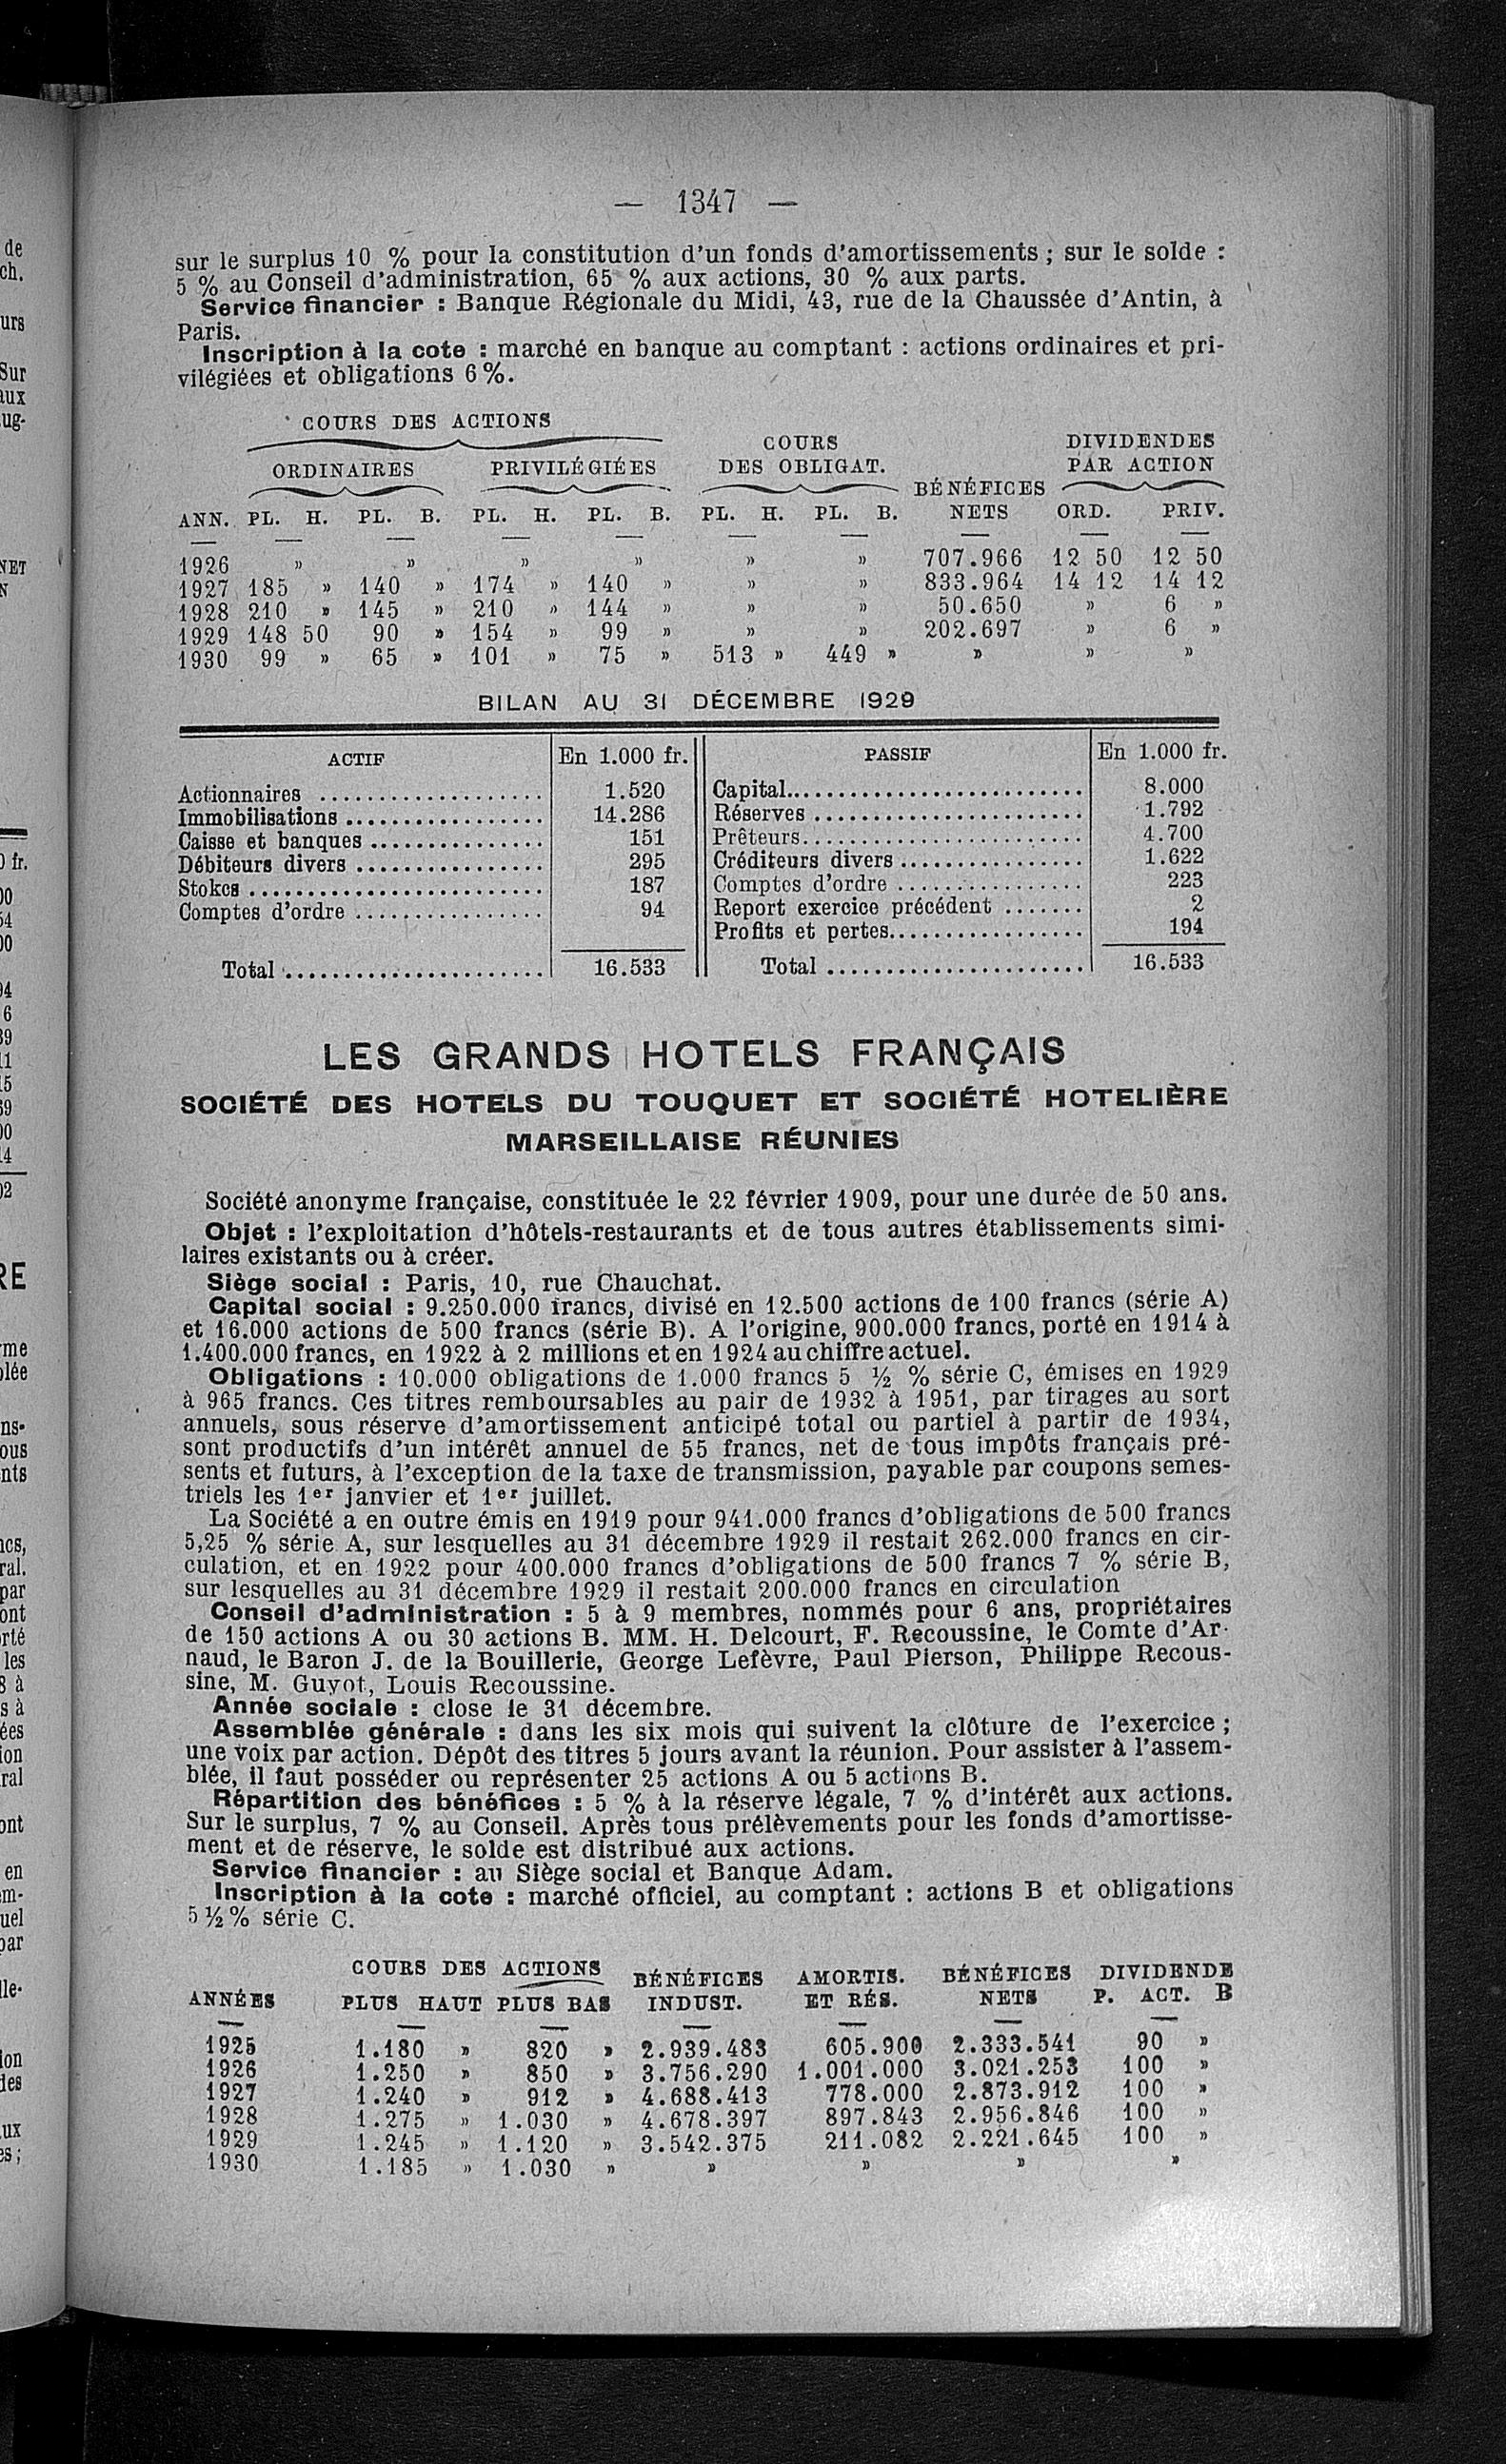 — 1347 —
sur le surplus 10 % pour la constitution d'un fonds d'amortissements ; sur le solde :
5 % au Conseil d'administration, 65 % aux actions, 30 % aux parts.
Service financier : Banque Régionale du Midi, 43, rue de la Chaussée d'Antin, à
Paris.
Inscription à la cote : marché en banque au comptant : actions ordinaires et pri-
vilégiées et obligations 6 %.
COURS DES ACTIONS
COURS DIVIDENDES
ORDINAIRES PRIVILÉGIÉES DES OBLIGAT. PAR ACTION
BÉNÉFICES
ANN. PL. H. PL. B. PL. H. PL. B. PL. H. PL. B. NETS ORD. PRIV.
1926 » » » » » » 707.966 12 50 12 50
1927 185 » 140 » 174 » 140 » » » 833.964 14 12 14 12
1928 210 » 145 » 210 » 144 » » » 50.650 » 6 »
1929 148 50 90 » 154 » 99 » » » 202.697 » 6 »
1930 99 » 65 » 101 » 75 » 513 » 449 » » » »
BILAN AU 31 DÉCEMBRE 1929
ACTIF En 1.000 fr. PASSIF En 1.000 fr.
Actionnaires ................... 1.520 Capital......................... 8.000
Immobilisations ................. 14.286 Réserves ....................... 1.792
Caisse et banques ............... 151 Prêteurs........................ 4.700
Débiteurs divers ................ 295 Créditeurs divers ................ 1.622
Stokcs ......................... 187 Comptes d'ordre ................ 223
Comptes d'ordre ................ 94 Report exercice précédent ....... 2
Profits et pertes................. 194
Total ...................... 16.533 Total ...................... 16.533
LES GRANDS HOTELS FRANÇAIS
SOCIÉTÉ DES HOTELS DU TOUQUET ET SOCIÉTÉ HOTELIÈRE
MARSEILLAISE RÉUNIES
Société anonyme française, constituée le 22 février 1909, pour une durée de 50 ans.
Objet : l'exploitation d'hôtels-restaurants et de tous autres établissements simi-
laires existants ou à créer.
Siège social : Paris, 10, rue Chauchat.
Capital social : 9.250.000 francs, divisé en 12.500 actions de 100 francs (série A)
et 16.000 actions de 500 francs (série B). A l'origine, 900.000 francs, porté en 1914 à
1.400.000 francs, en 1922 à 2 millions et en 1924 au chiffre actuel.
Obligations : 10.000 obligations de 1.000 francs 5 ½ % série C, émises en 1929
à 965 francs. Ces titres remboursables au pair de 1932 à 1951, par tirages au sort
annuels, sous réserve d'amortissement anticipé total ou partiel à partir de 1934,
sont productifs d'un intérêt annuel de 55 francs, net de tous impôts français pré-
sents et futurs, à l'exception de la taxe de transmission, payable par coupons semes-
triels les 1er janvier et 1er juillet.
La Société a en outre émis en 1919 pour 941.000 francs d'obligations de 500 francs
5,25 % série A, sur lesquelles au 31 décembre 1929 il restait 262.000 francs en cir-
culation, et en 1922 pour 400.000 francs d'obligations de 500 francs 7 % série B,
sur lesquelles au 31 décembre 1929 il restait 200.000 francs en circulation
Conseil d'administration : 5 à 9 membres, nommés pour 6 ans, propriétaires
de 150 actions A ou 30 actions B. MM. H. Delcourt, F. Recoussine, le Comte d'Ar-
naud, le Baron J. de la Bouillerie, George Lefèvre, Paul Pierson, Philippe Recous-
sine, M. Guyot, Louis Recoussine.
Année sociale : close le 31 décembre.
Assemblée générale : dans les six mois qui suivent la clôture de l'exercice ;
une voix par action. Dépôt des titres 5 jours avant la réunion. Pour assister à l'assem-
blée, il faut posséder ou représenter 25 actions A ou 5 actions B.
Répartition des bénéfices : 5 % à la réserve légale, 7 % d'intérêt aux actions.
Sur le surplus, 7 % au Conseil. Après tous prélèvements pour les fonds d'amortisse-
ment et de réserve, le solde est distribué aux actions.
Service financier : au Siège social et Banque Adam.
Inscription à la cote : marché officiel, au comptant : actions B et obligations
5 ½ % série C.
COURS DES ACTIONS BÉNÉFICES AMORTIS. BÉNÉFICES DIVIDENDE
ANNÉES PLUS HAUT PLUS BAS INDUST. ET RÉS. NETS P. ACT. B
1925 1.180 » 820 » 2.939.483 605.900 2.333.541 90 »
1926 1.250 » 850 » 3.756.290 1.001.000 3.021.253 100 »
1927 1.240 » 912 » 4.688.413 778.000 2.873.912 100 »
1928 1.275 » 1.030 » 4.678.397 897.843 2.956.846 100 »
1929 1.245 » 1.120 » 3.542.375 211.082 2.221.645 100 »
1930 1.185 » 1.030 » » » » »